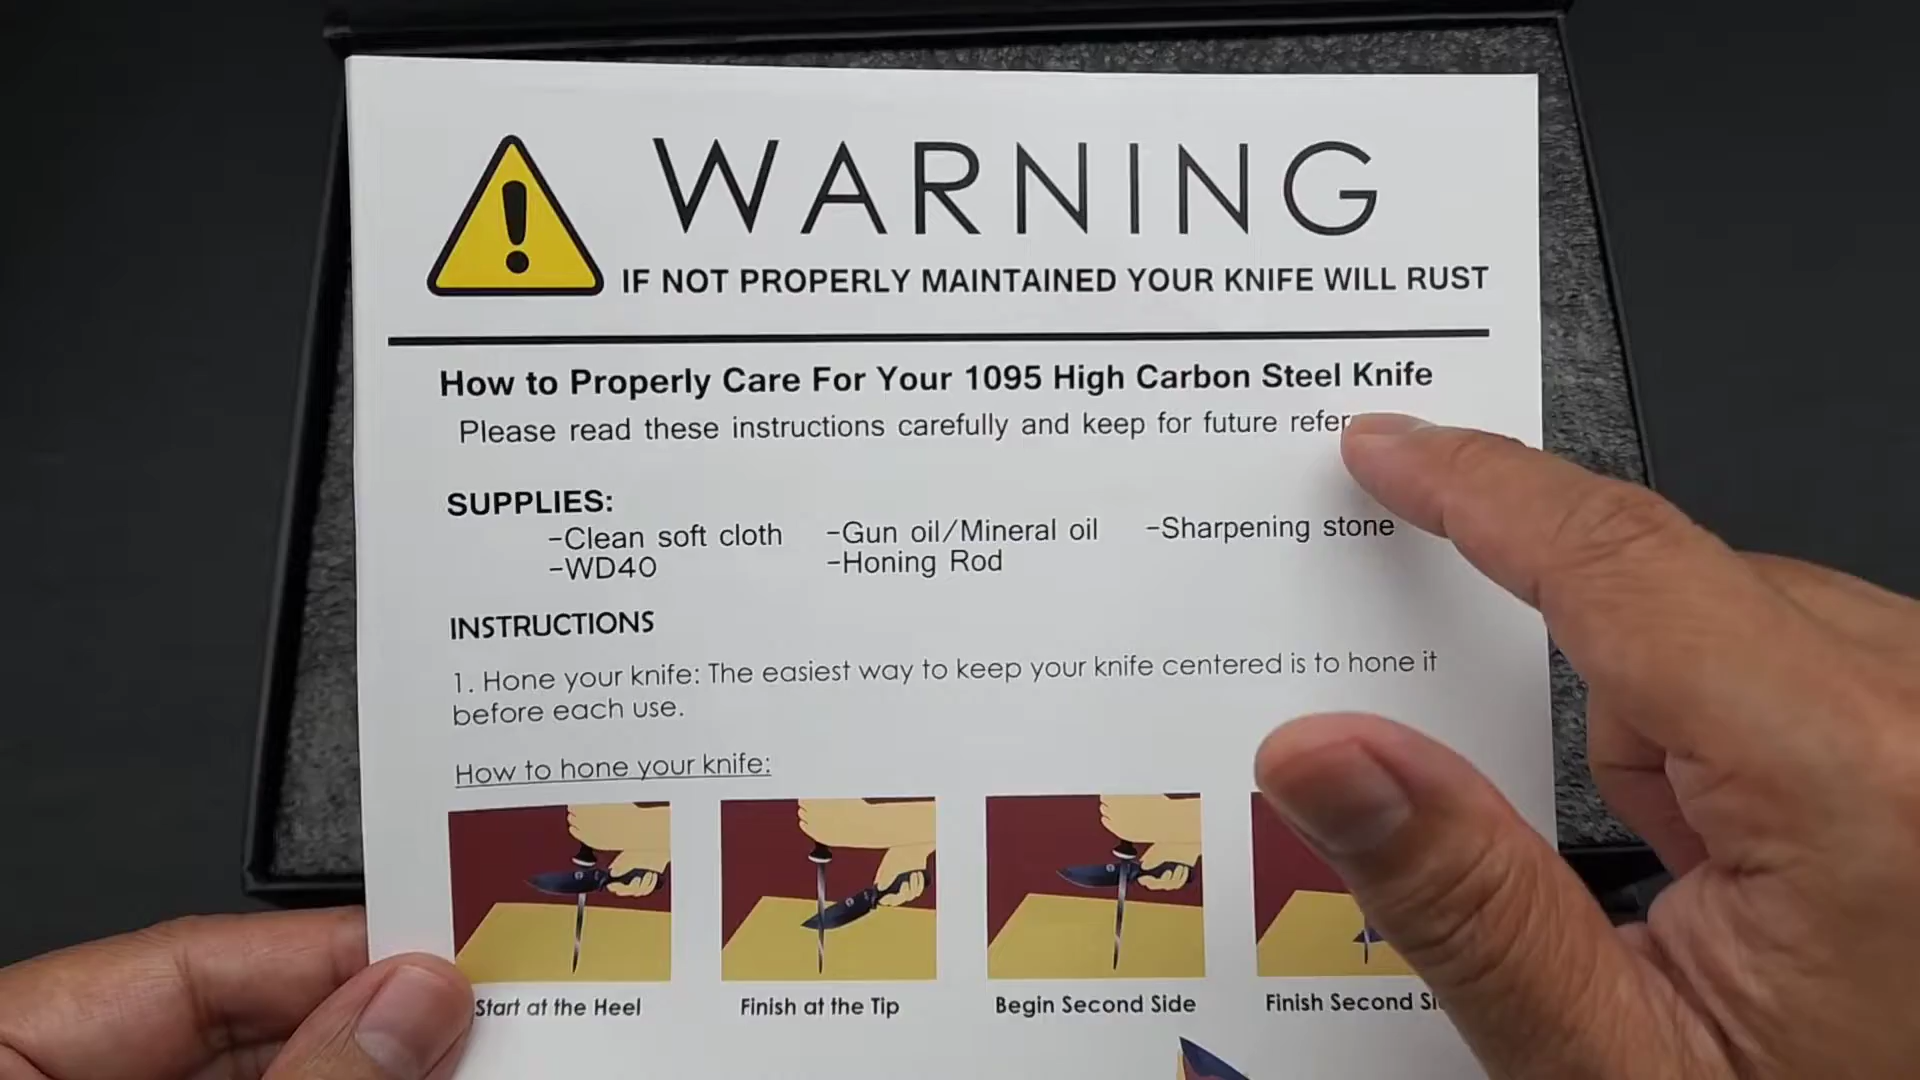 WARNING
IF NOT PROPERLY MAINTAINED YOUR KNIFE WILL RUST
How to Properly Care For Your 1095 High Carbon Steel Knife
Please read these instructions carefully and keep for future
SUPPLIES:
-Clean soft cloth -Gun oil/Mineral oil -Sharpening stone
-WD40 -Honing Rod
INSTRUCTIONS
1. Hone your knife: The easiest way to keep your knife centered is to hone it
before each use.
How to hone your knife:
Start at the Heel Finish at the Tip Begin Second Side Finish Second